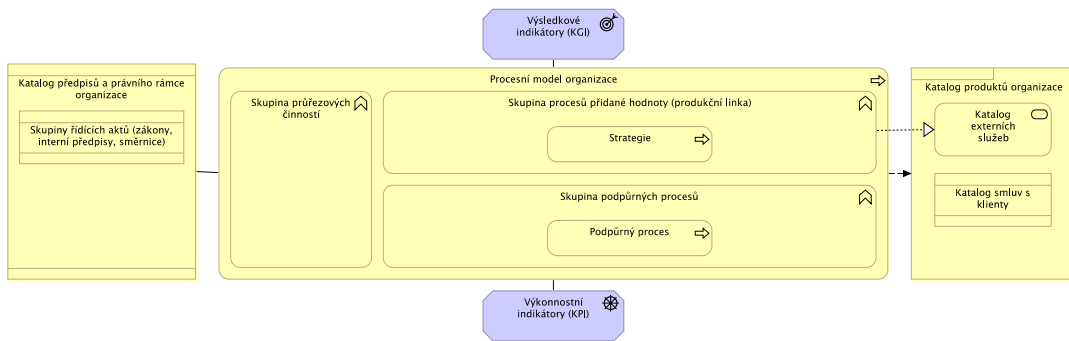 Výsledkové
indikátory (KGI)
Katalog předpisů a právního rámce
organizace
Skupiny řídících aktů (zákony,
interní předpisy, směrnice)
Procesní model organizace
Skupina průřezových
činností
Skupina procesů přidané hodnoty (produkční linka)
Strategie
Skupina podpůrných procesů
Podpůrný proces
Katalog produktů organizace
Katalog
externích
služeb
Katalog smluv s
klienty
Výkonnostní
indikátory (KPI)